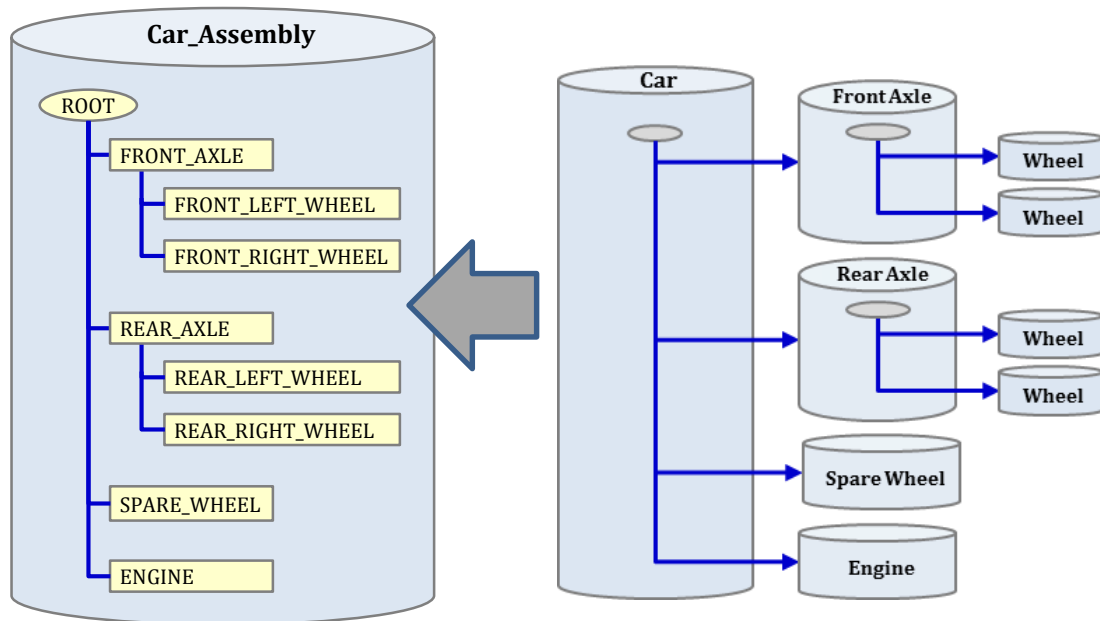 Car_Assembly
ROOT
FRONT_AXLE
FRONT_LEFT_WHEEL
FRONT_RIGHT_WHEEL
REAR_AXLE
REAR_LEFT_WHEEL
REAR_RIGHT_WHEEL
SPARE_WHEEL
ENGINE
Car
Front Axle
Wheel
Wheel
Rear Axle
Wheel
Wheel
Spare Wheel
Engine